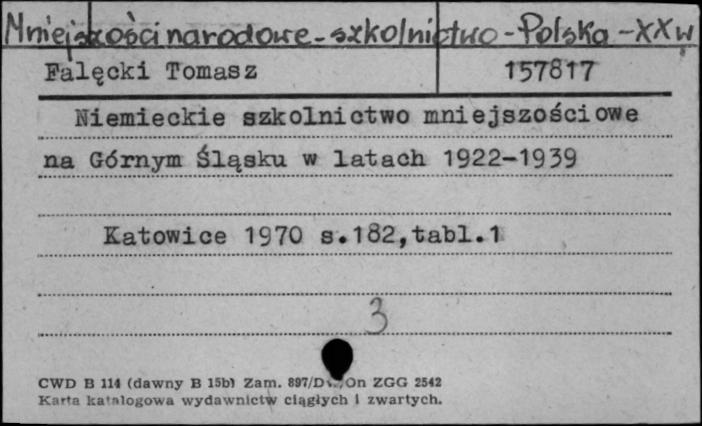 Mniejszości narodowe - szkolnictwo - Polska - XX w
Falęcki Tomasz 157817
Niemieckie szkolnictwo mniejszościowe
na Górnym Śląsku w latach 1922-1939
Katowice 1970 s.182,tabl.1
3
CWD B 114 (dawny B 15b) Zam. 897/ ZGG 2542
Karta katalogowa wydawnictw ciągłych i zwartych.